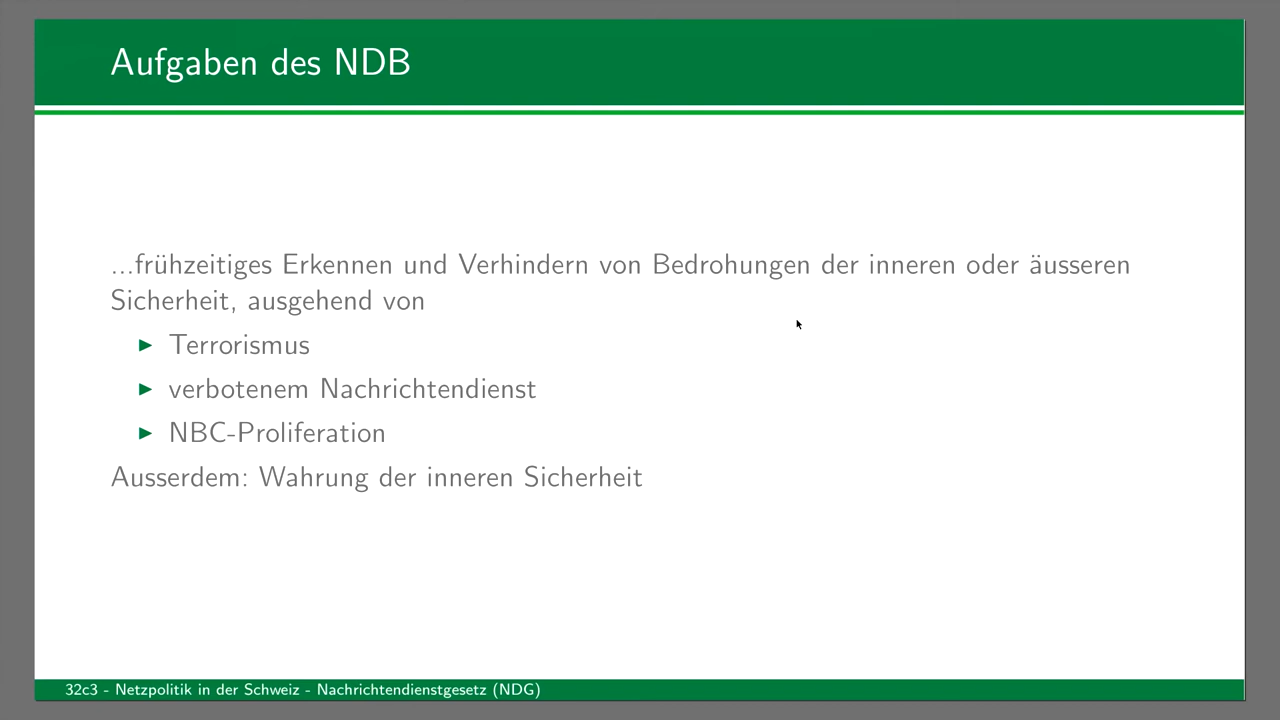 Aufgaben des NDB
...frühzeitiges Erkennen und Verhindern von Bedrohungen der inneren oder äusseren
Sicherheit, ausgehend von
Terrorismus
verbotenem Nachrichtendienst
NBC-Proliferation
Ausserdem: Wahrung der inneren Sicherheit
32c3 - Netzpolitik in der Schweiz - Nachrichtendienstgesetz (NDG)